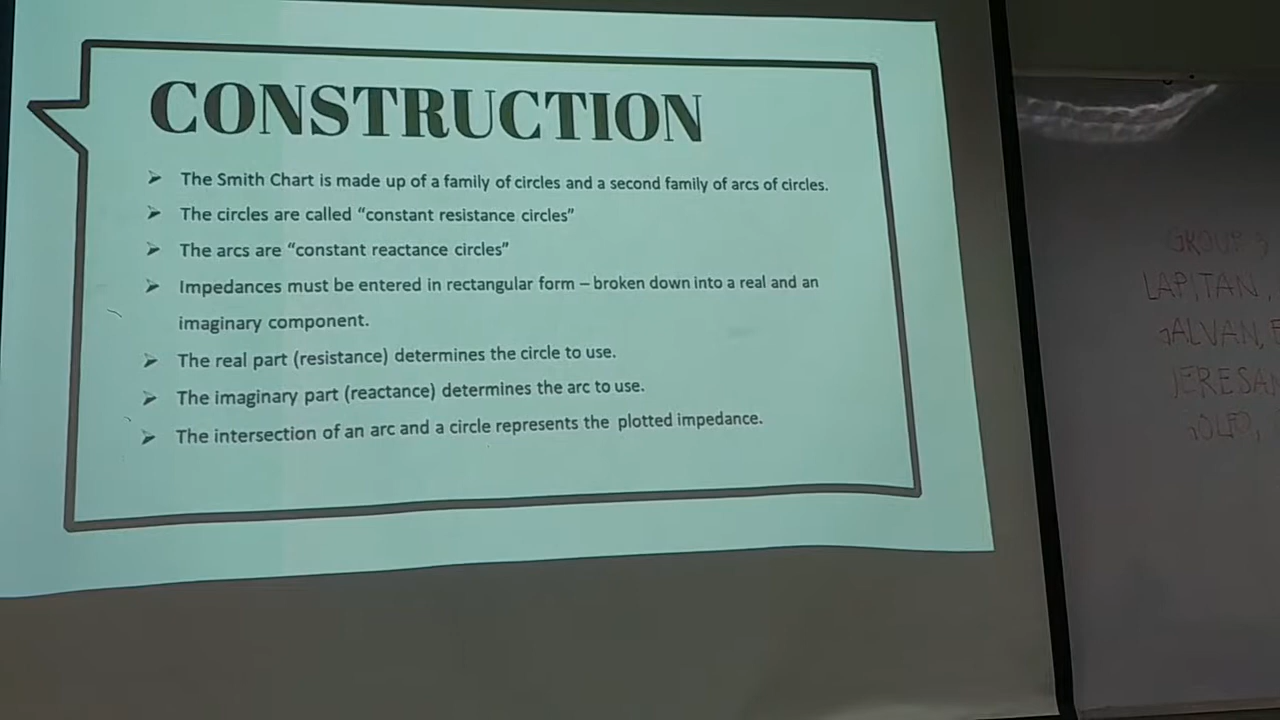 CONSTRUCTION
The Smith Chart is made up of a family of circles and a second family of arcs of circles.
The circles are called “constant resistance circles”
The arcs are “constant reactance circles”
Impedances must be entered in rectangular form – broken down into a real and an
imaginary component.
The real part (resistance) determines the circle to use.
The imaginary part (reactance) determines the arc to use.
The intersection of an arc and a circle represents the plotted impedance.
GROUP
LAPITAN,